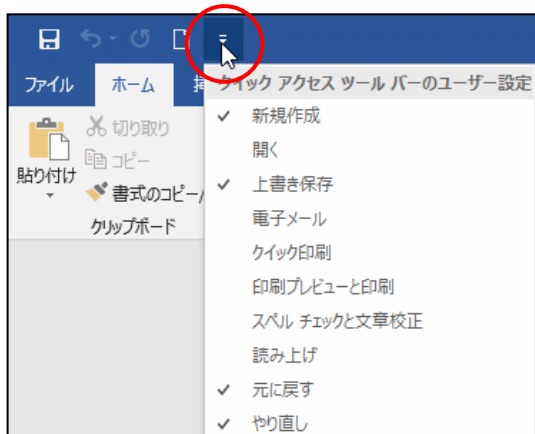 ファイル
ホーム
クイック アクセス ツール バーのユーザー設定
新規作成
開く
上書き保存
電子メール
クイック印刷
印刷プレビューと印刷
スペル チェックと文章校正
読み上げ
元に戻す
やり直し
切り取り
コピー
書式のコピー/
貼り付け
クリップボード